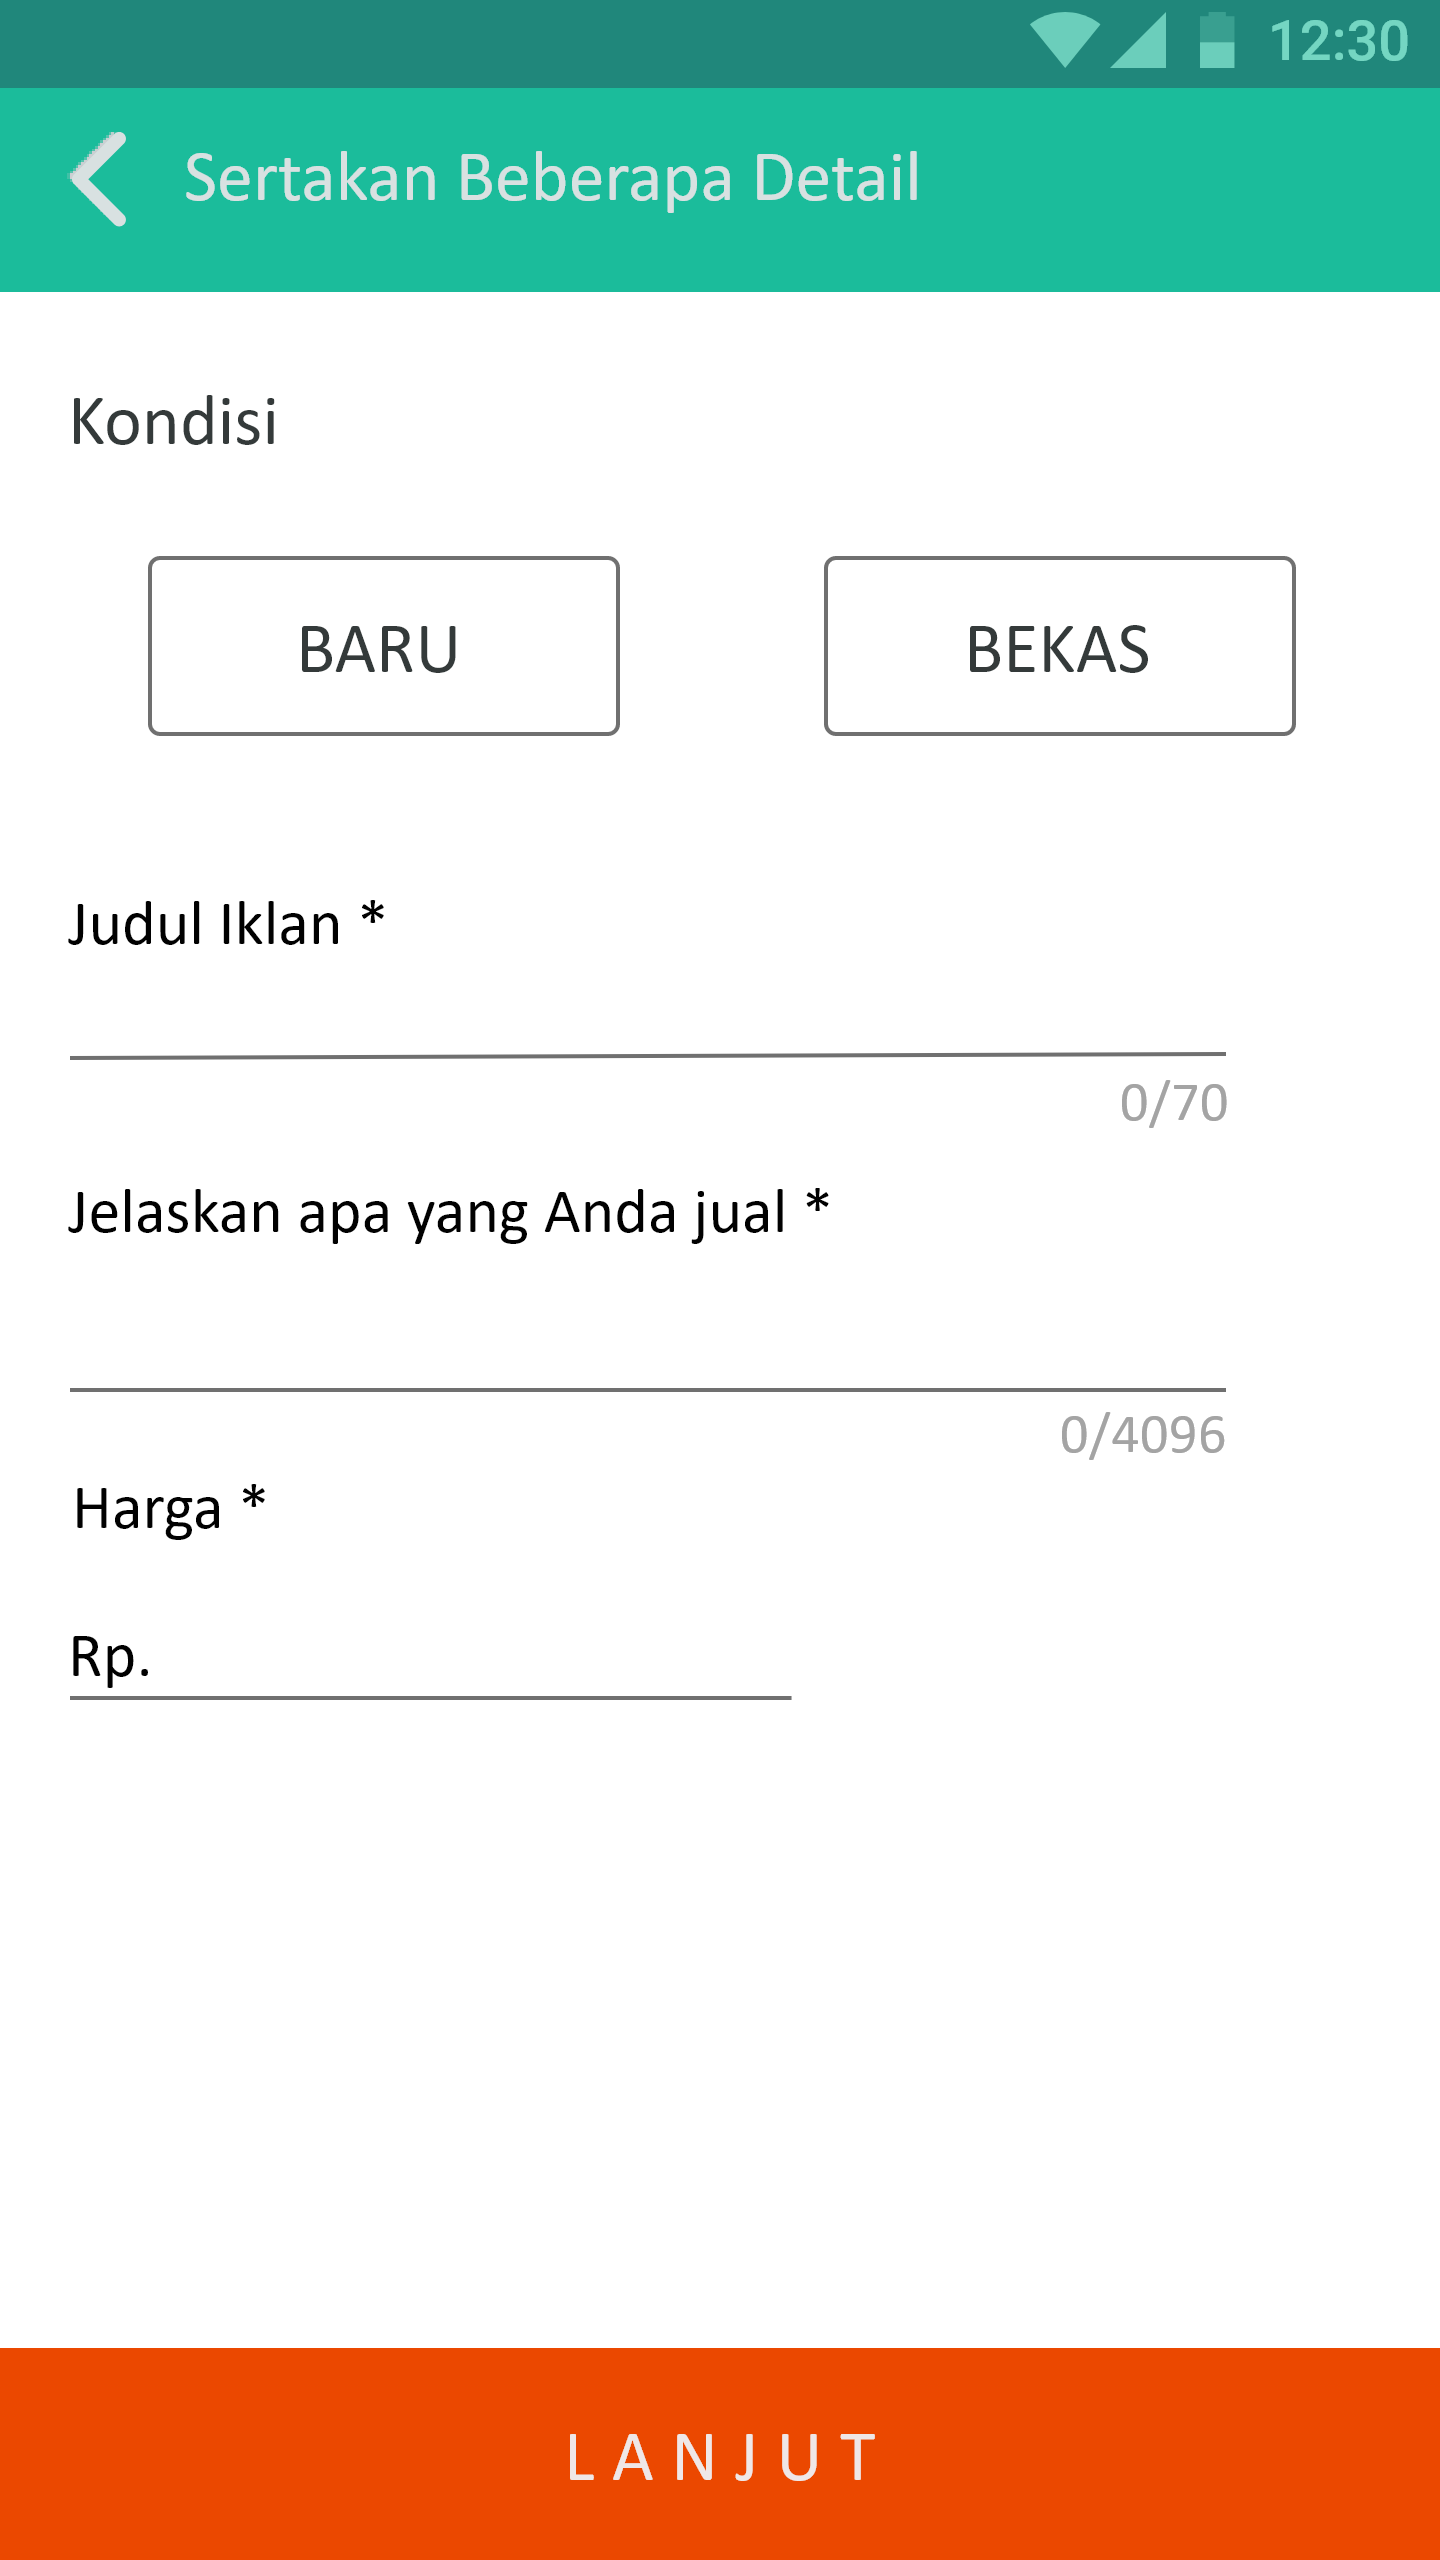 12:30
Sertakan Beberapa Detail
Kondisi
BARU
BEKAS
Judul Iklan *
0/70
Jelaskan apa yang Anda jual *
0/4096
Harga *
Rp.
LANJUT